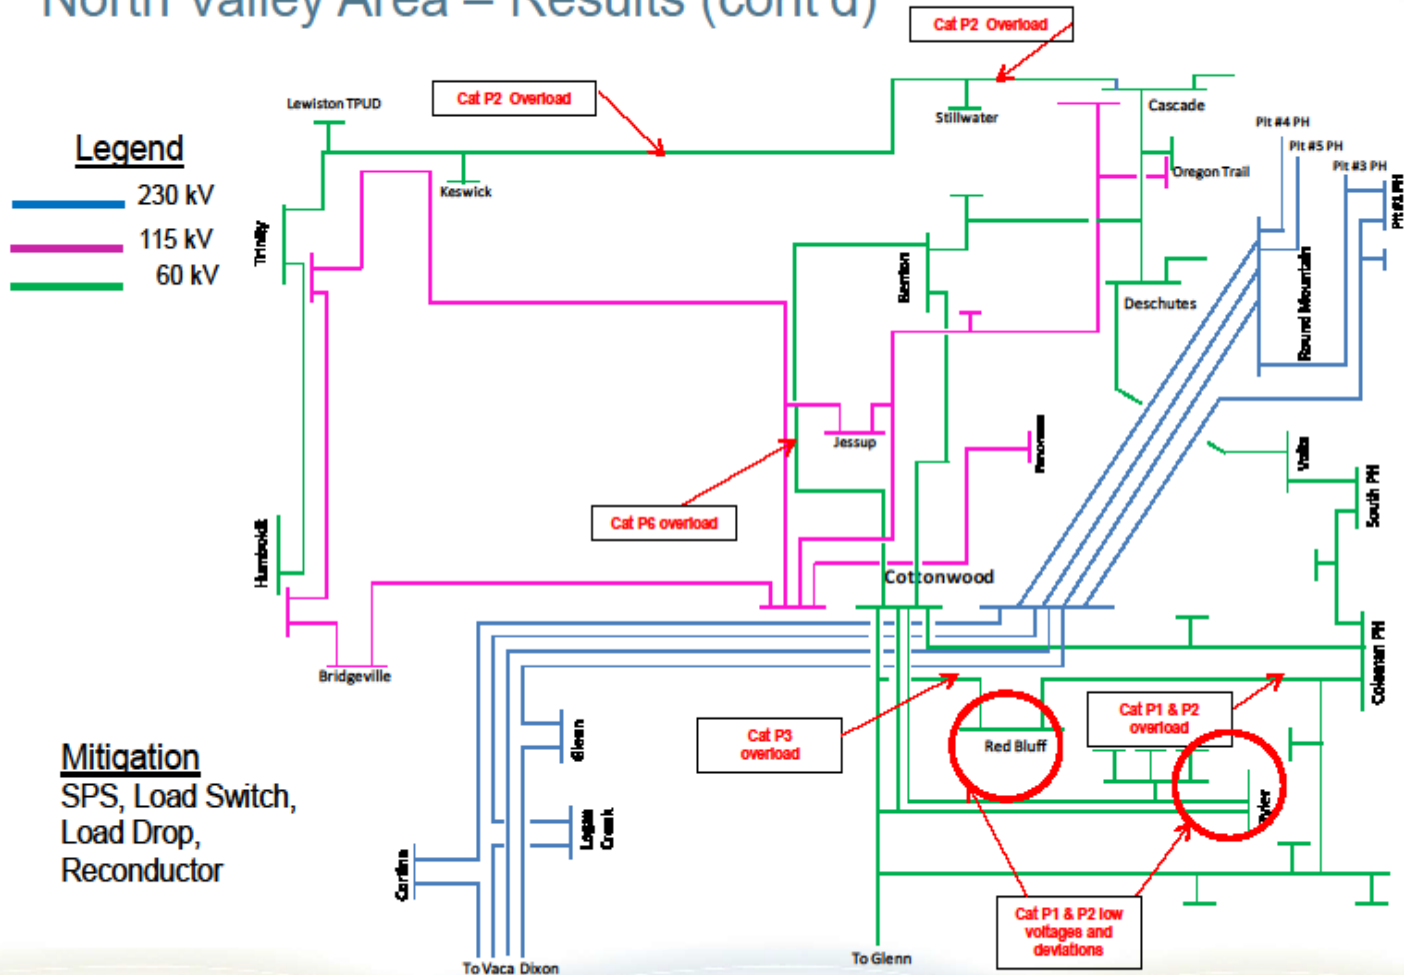 North Valley Area – Results (cont'd)
Cat P2 Overload
Cat P2 Overload
Lewiston TPUD
Stillwater
Cascade
Pit #4 PH
Pit #5 PH
Pit #3 PH
Pit #1 PH
Legend
230 kV
115 kV
60 kV
Keswick
Oregon Trail
Trinity
Benton
Deschutes
Round Mountain
Jessup
Volta
South PH
Cat P6 overload
Humboldt
Cottonwood
Bridgeville
Coleman PH
Cat P3
overload
Red Bluff
Cat P1 & P2
overload
Glenn
Tyler
Mitigation
SPS, Load Switch,
Load Drop,
Reconductor
Logan
Creek
Cortina
Cat P1 & P2 low
voltages and
deviations
To Vaca Dixon
To Glenn